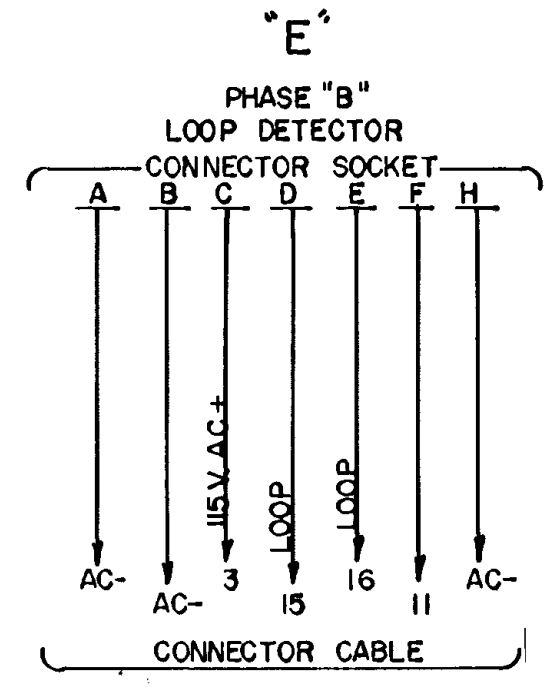 "E"
PHASE "B"
LOOP DETECTOR
CONNECTOR SOCKET
A B C D E F H
115 V. AC+
LOOP
LOOP
AC- AC- 3 15 16 11 AC-
CONNECTOR CABLE